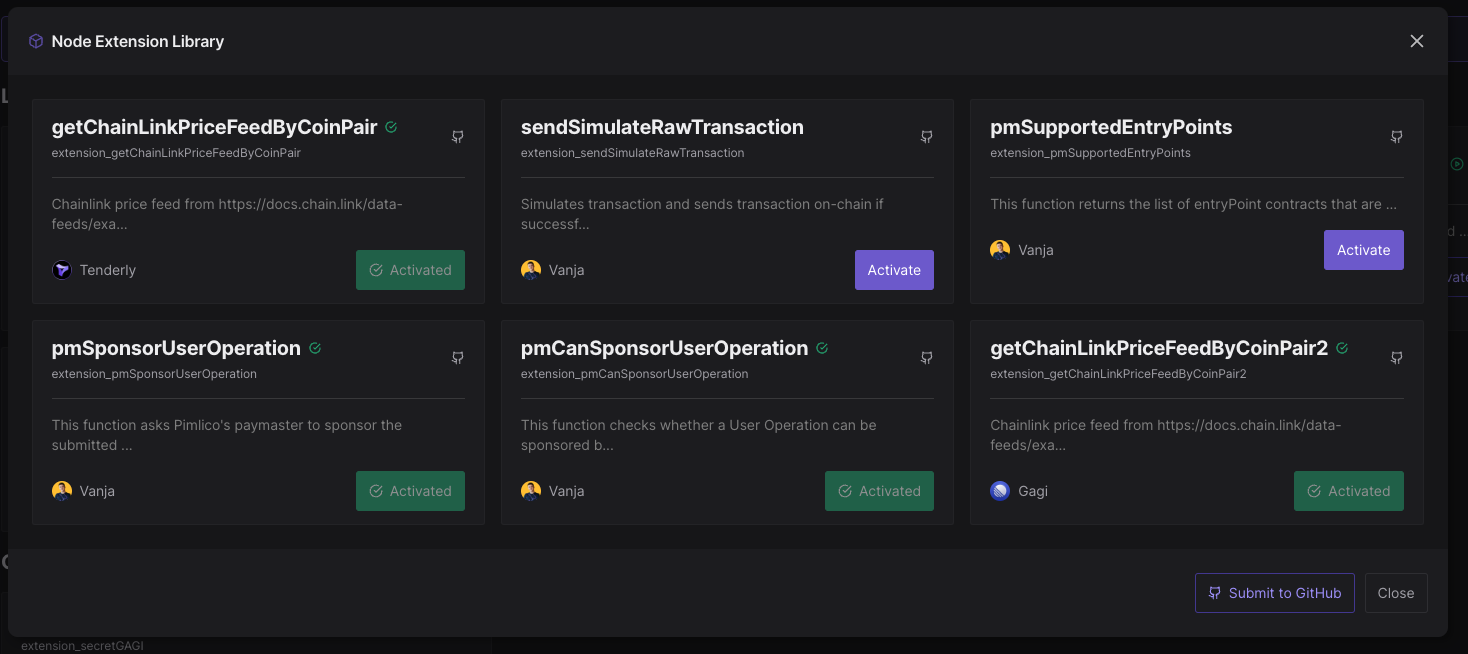 Node Extension Library
getChainLinkPriceFeedByCoinPair
extension_getChainLinkPriceFeedByCoinPair
Chainlink price feed from https://docs.chain.link/data-
feeds/exa...
Tenderly
Activated
sendSimulateRawTransaction
extension_sendSimulateRawTransaction
Simulates transaction and sends transaction on-chain if
successf...
Vanja
Activate
pmSupportedEntryPoints
extension_pmSupportedEntryPoints
This function returns the list of entryPoint contracts that are ...
Vanja
Activate
pmSponsorUserOperation
extension_pmSponsorUserOperation
This function asks Pimlico's paymaster to sponsor the
submitted ...
Vanja
Activated
pmCanSponsorUserOperation
extension_pmCanSponsorUserOperation
This function checks whether a User Operation can be
sponsored b...
Vanja
Activated
getChainLinkPriceFeedByCoinPair2
extension_getChainLinkPriceFeedByCoinPair2
Chainlink price feed from https://docs.chain.link/data-
feeds/exa...
Gagi
Activated
Submit to GitHub
Close
extension_secretGAGI